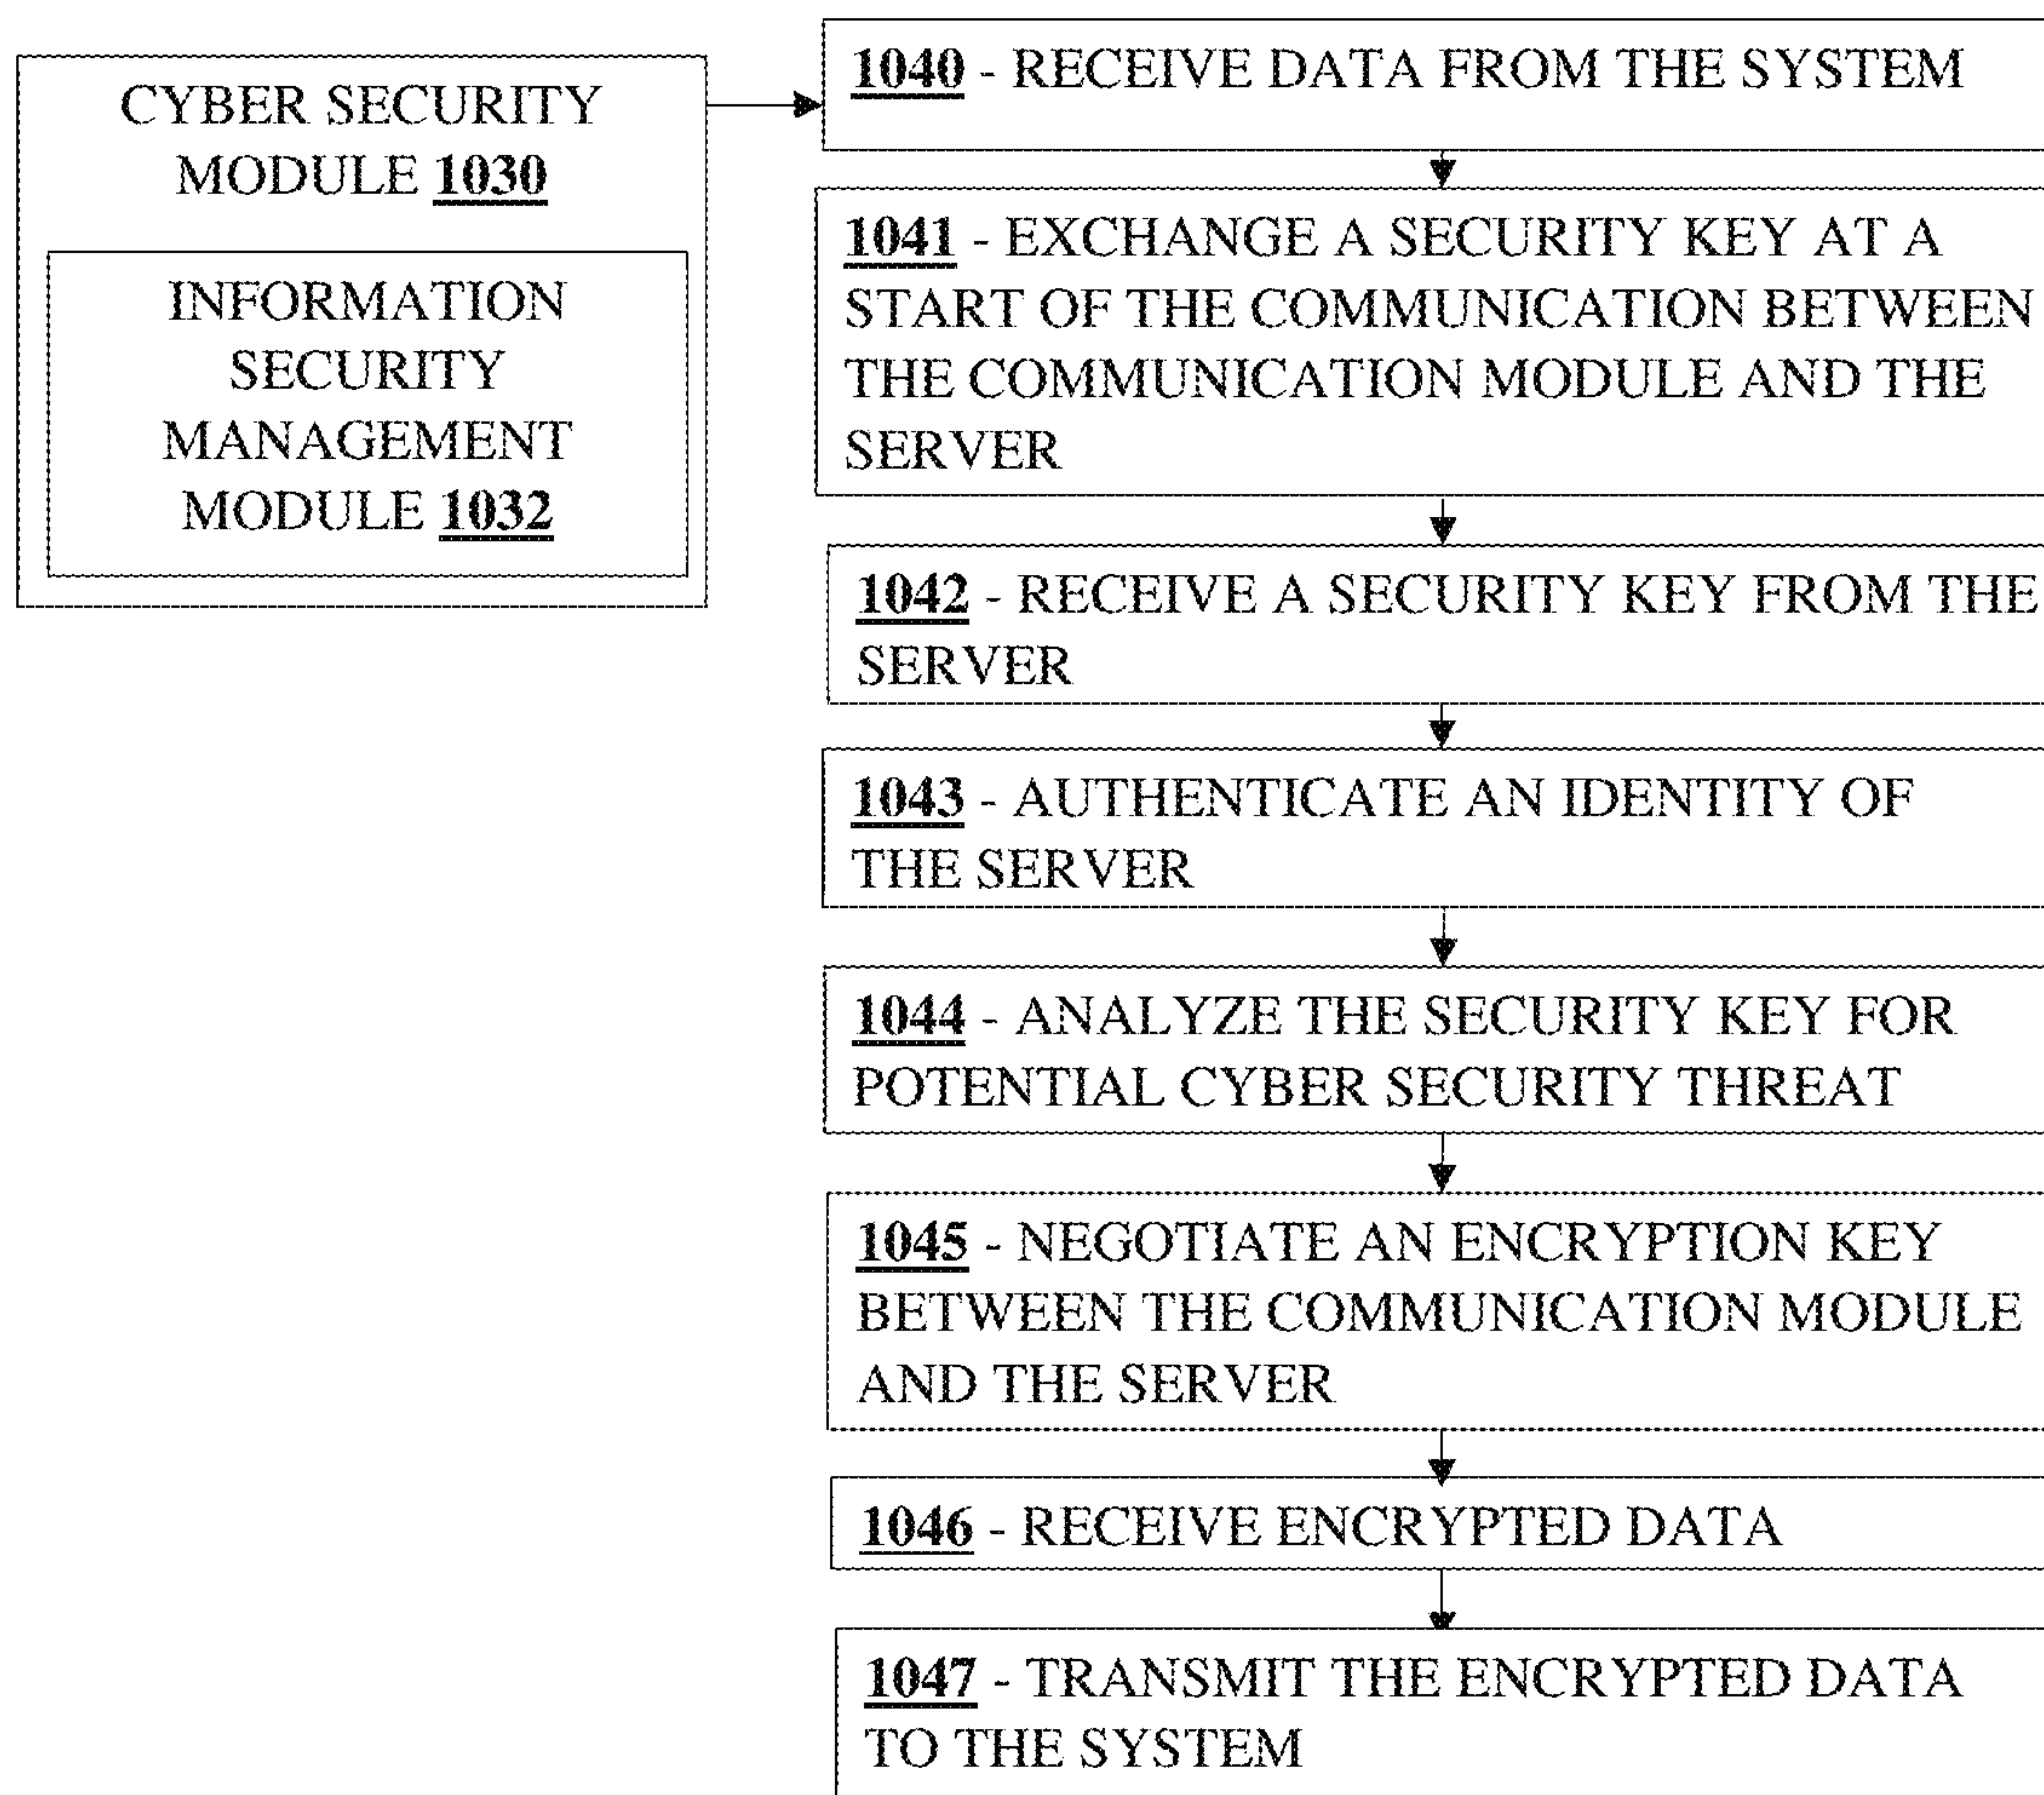 CYBER SECURITY
MODULE 1030
INFORMATION
SECURITY
MANAGEMENT
MODULE 1032
1040 - RECEIVE DATA FROM THE SYSTEM
1041 - EXCHANGE A SECURITY KEY AT A
START OF THE COMMUNICATION BETWEEN
THE COMMUNICATION MODULE AND THE
SERVER
1042 - RECEIVE A SECURITY KEY FROM THE
SERVER
1043 - AUTHENTICATE AN IDENTITY OF
THE SERVER
1044 - ANALYZE THE SECURITY KEY FOR
POTENTIAL CYBER SECURITY THREAT
1045 - NEGOTIATE AN ENCRYPTION KEY
BETWEEN THE COMMUNICATION MODULE
AND THE SERVER
1046 - RECEIVE ENCRYPTED DATA
1047 - TRANSMIT THE ENCRYPTED DATA
TO THE SYSTEM